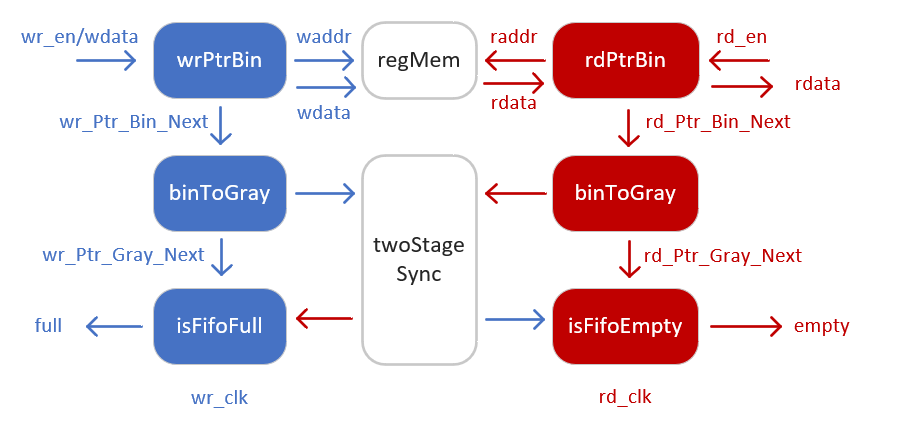 wr_en/wdata
wrPtrBin
waddr
regMem
raddr
rdPtrBin
rd_en
wdata
rdata
rdata
wr_Ptr_Bin_Next
rd_Ptr_Bin_Next
binToGray
binToGray
twoStage
Sync
wr_Ptr_Gray_Next
rd_Ptr_Gray_Next
full
isFifoFull
isFifoEmpty
empty
wr_clk
rd_clk